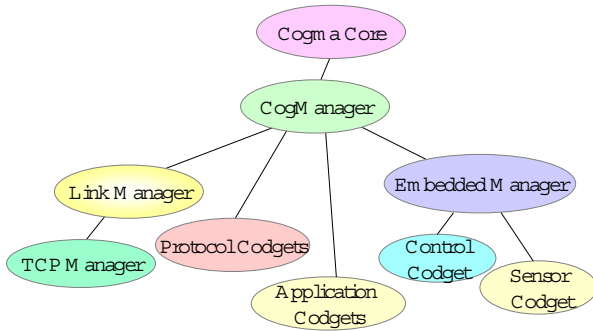 Cogma Core
CogManager
Link Manager
Embedded Manager
Protocol Codgets
Control
Codget
TCP Manager
Sensor
Codget
Application
Codgets